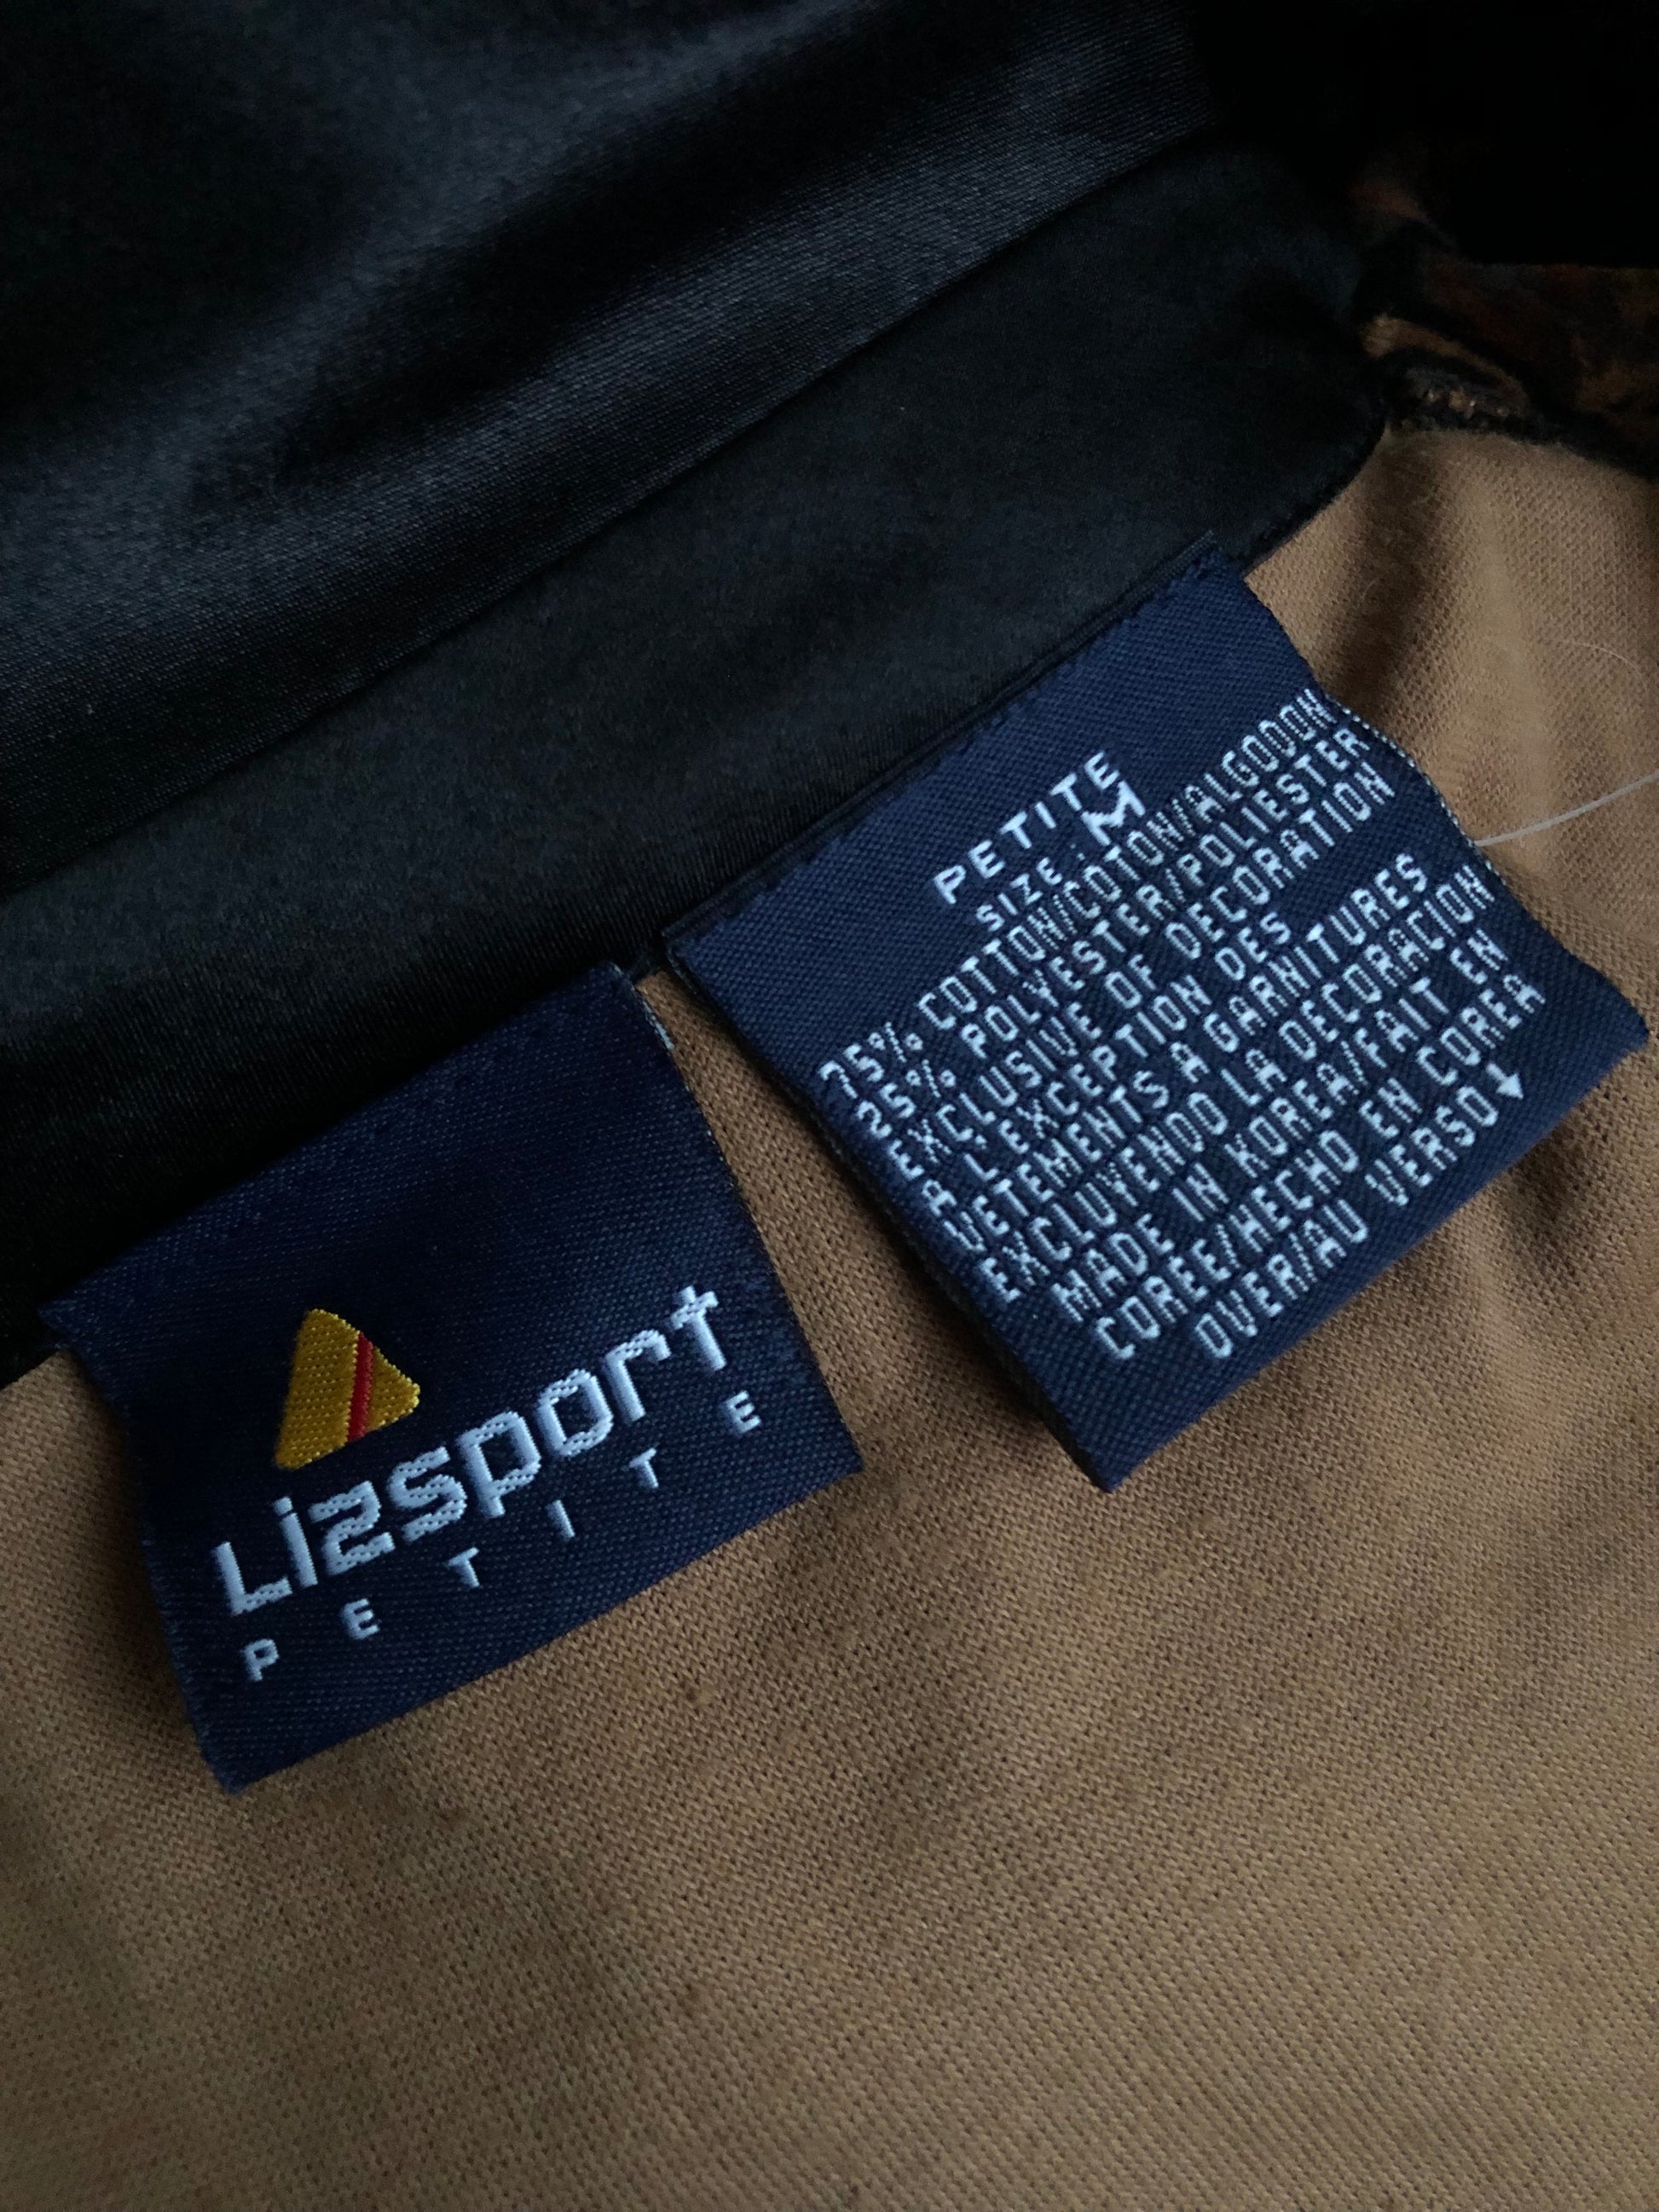 Lizsport
PETITE
PETITE
SIZE M
75% COTTON/COTON/ALGODON
25% POLYESTER/POLIESTER
EXCLUSIVE OF DECORATION
A L'EXCEPTION DES
VETEMENTS A GARNITURES
EXCLUYENDO LA DECORACION
MADE IN KOREA/FAIT EN
COREE/HECHO EN COREA
OVER/AU VERSO